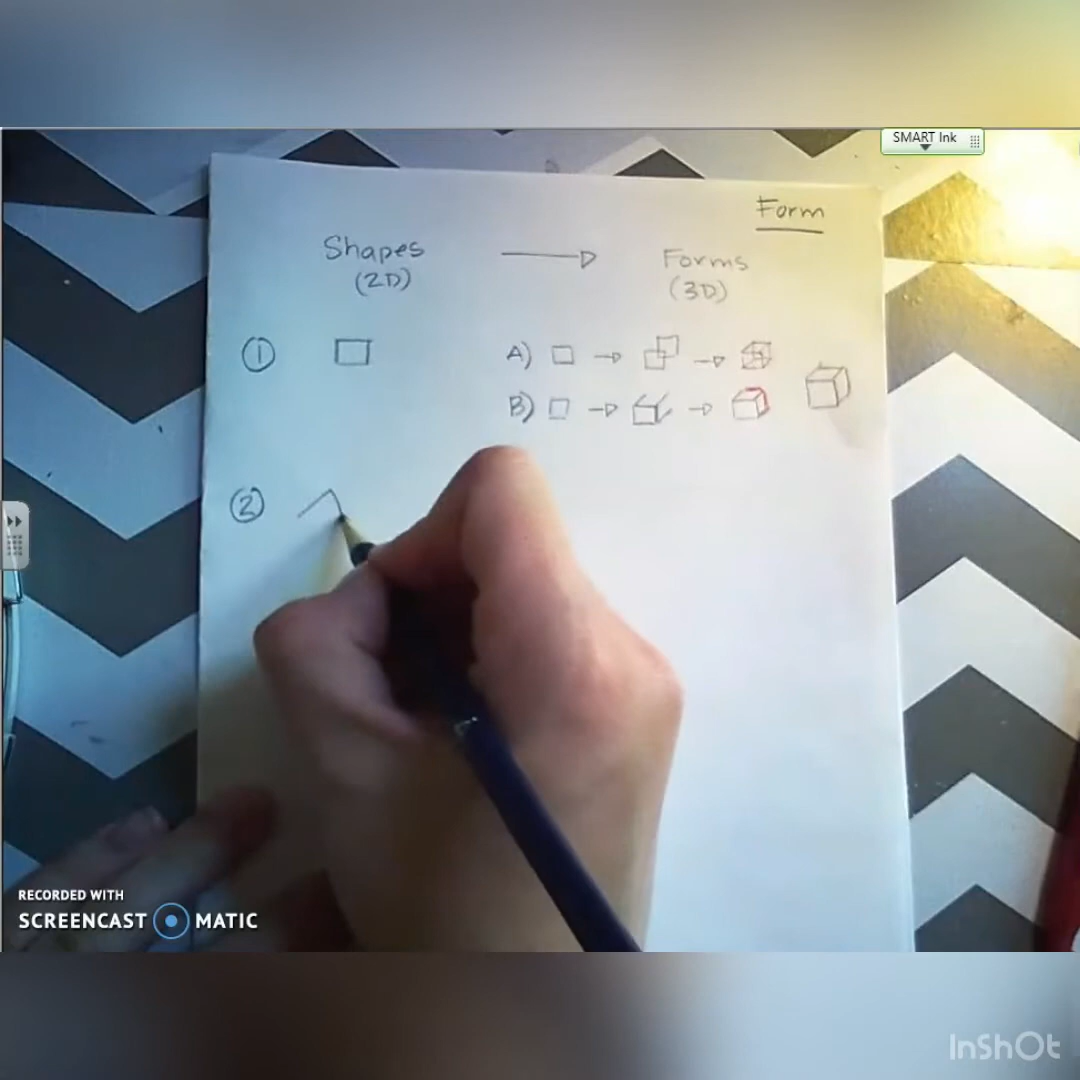 SMART Ink
Form
Shapes
(2D)
Forms
(3D)
1
A)
B)
2
RECORDED WITH
SCREENCAST MATIC
InShOt